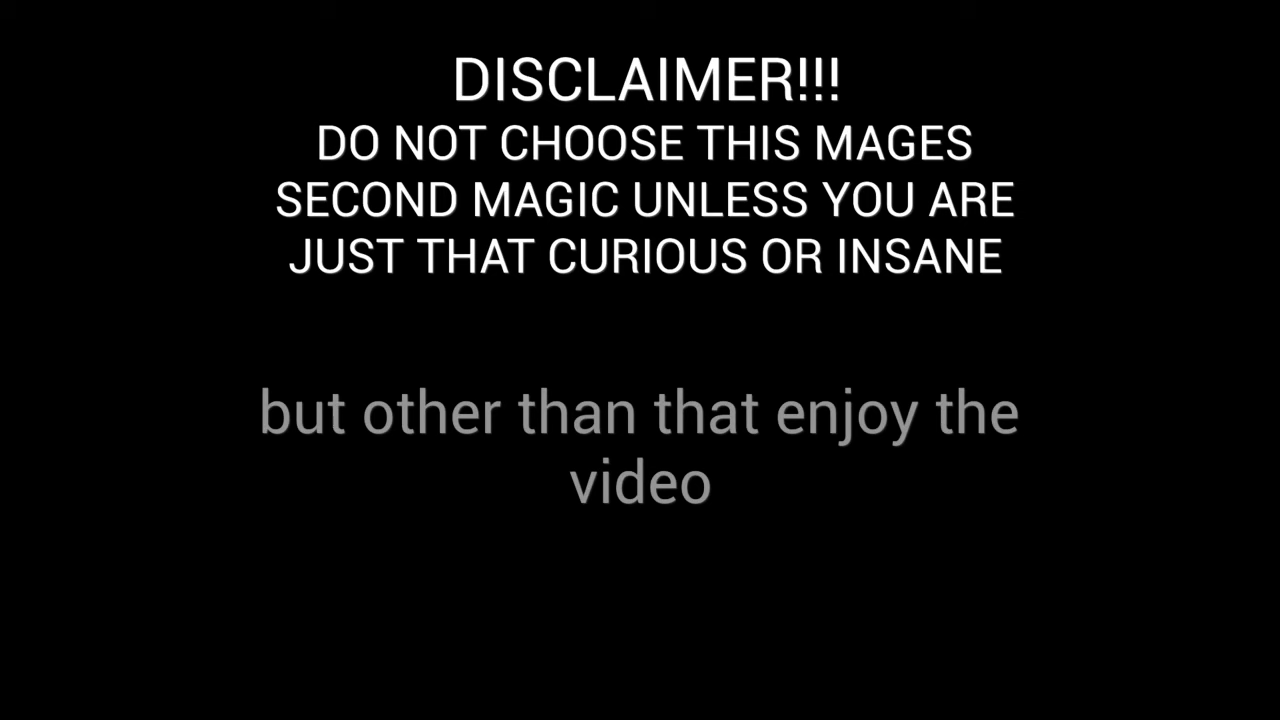 DISCLAIMER!!!
DO NOT CHOOSE THIS MAGES
SECOND MAGIC UNLESS YOU ARE
JUST THAT CURIOUS OR INSANE
but other than that enjoy the
video